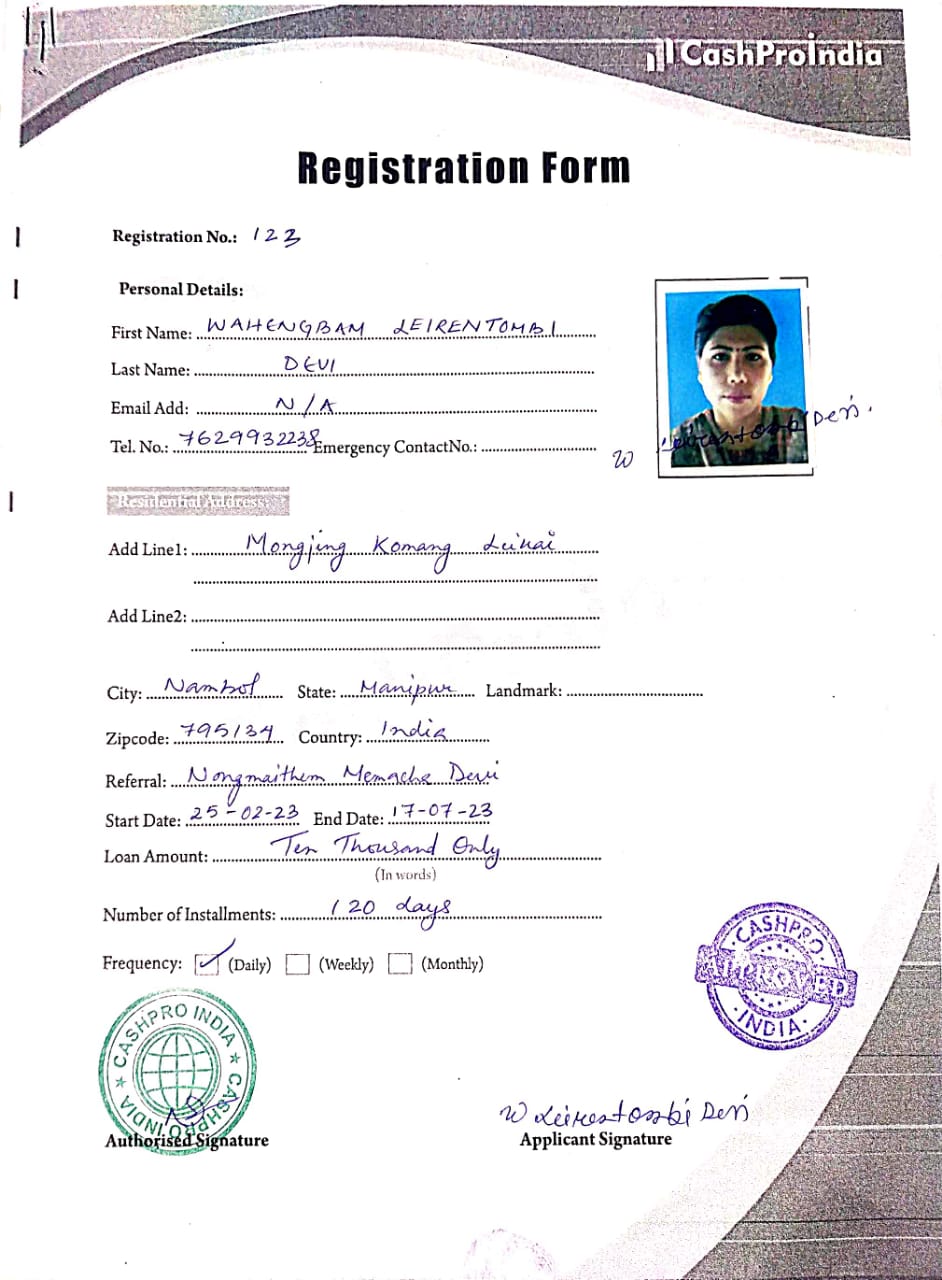 CashProIndia
Registration Form
Registration No.: 123
Personal Details:
First Name: WAHENGBAM LEIRENTOMBI
Last Name: DEVI
Email Add: N/A
Tel. No.: 7629932238 Emergency ContactNo.:
W Leirentombi Devi.
Residential Address:
Add Line1: Mongjing Komang Leikai
Add Line2:
City: Nambol State: Manipur Landmark:
Zipcode: 795134 Country: India
Referral: Nongmaithem Memacha Devi
Start Date: 25-02-23 End Date: 17-07-23
Loan Amount: Ten Thousand Only
(In words)
Number of Installments: 120 days
Frequency: (Daily) (Weekly) (Monthly)
CASHPRO
APPROVED
INDIA
CASHPRO INDIA
CASHPRO INDIA
W Leirentombi Devi
Authorised Signature Applicant Signature